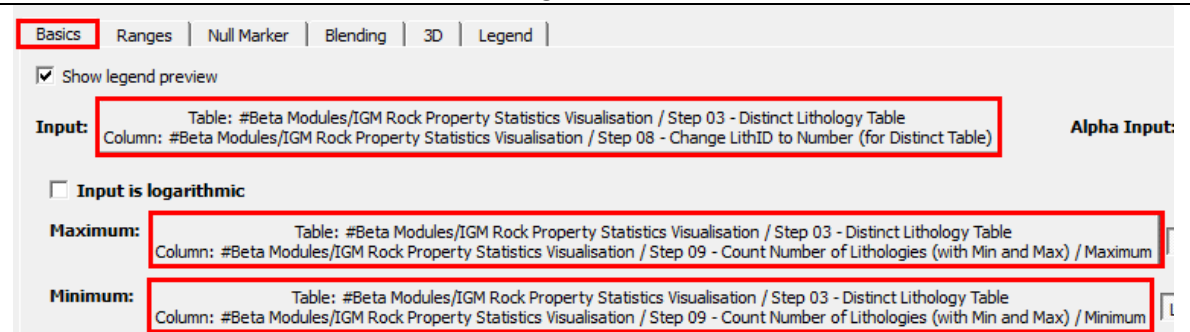 Basics Ranges Null Marker Blending 3D Legend
Show legend preview
Input: Table: #Beta Modules/IGM Rock Property Statistics Visualisation / Step 03 - Distinct Lithology Table
Column: #Beta Modules/IGM Rock Property Statistics Visualisation / Step 08 - Change LithID to Number (for Distinct Table)
Alpha Input:
Input is logarithmic
Maximum: Table: #Beta Modules/IGM Rock Property Statistics Visualisation / Step 03 - Distinct Lithology Table
Column: #Beta Modules/IGM Rock Property Statistics Visualisation / Step 09 - Count Number of Lithologies (with Min and Max) / Maximum
Minimum: Table: #Beta Modules/IGM Rock Property Statistics Visualisation / Step 03 - Distinct Lithology Table
Column: #Beta Modules/IGM Rock Property Statistics Visualisation / Step 09 - Count Number of Lithologies (with Min and Max) / Minimum